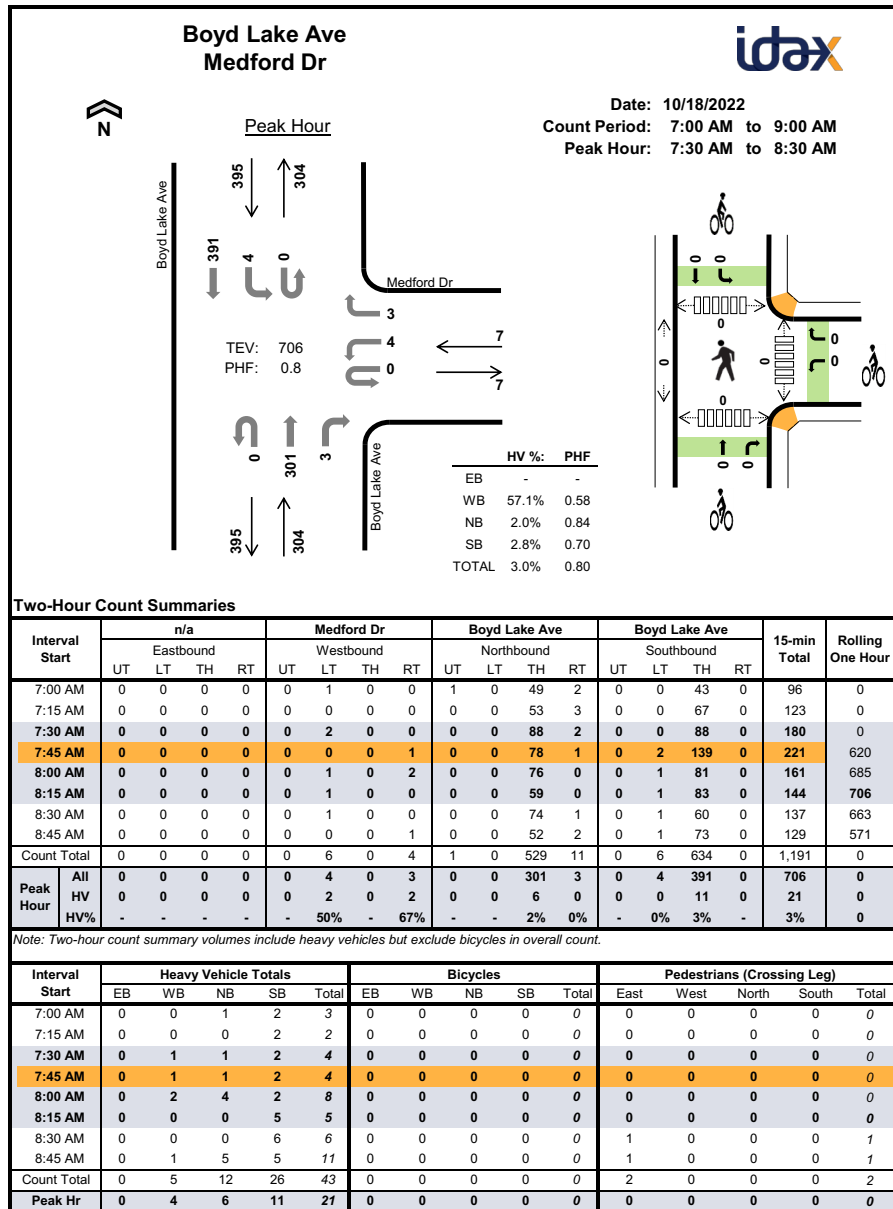 Boyd Lake Ave
Medford Dr
idax
N
Peak Hour
Date: 10/18/2022
Count Period: 7:00 AM to 9:00 AM
Peak Hour: 7:30 AM to 8:30 AM
Boyd Lake Ave
395
304
391
4
0
Medford Dr
3
4
0
7
7
TEV: 706
PHF: 0.8
0
301
3
Boyd Lake Ave
395
304
HV %: PHF
EB - -
WB 57.1% 0.58
NB 2.0% 0.84
SB 2.8% 0.70
TOTAL 3.0% 0.80
0 0
0
0
0
0
0
0
0 0
Two-Hour Count Summaries
Interval Start n/a Medford Dr Boyd Lake Ave Boyd Lake Ave 15-min Total Rolling One Hour
Eastbound Westbound Northbound Southbound
UT LT TH RT UT LT TH RT UT LT TH RT UT LT TH RT
7:00 AM 0 0 0 0 0 1 0 0 1 0 49 2 0 0 43 0 96 0
7:15 AM 0 0 0 0 0 0 0 0 0 0 53 3 0 0 67 0 123 0
7:30 AM 0 0 0 0 0 2 0 0 0 0 88 2 0 0 88 0 180 0
7:45 AM 0 0 0 0 0 0 0 1 0 0 78 1 0 2 139 0 221 620
8:00 AM 0 0 0 0 0 1 0 2 0 0 76 0 0 1 81 0 161 685
8:15 AM 0 0 0 0 0 1 0 0 0 0 59 0 0 1 83 0 144 706
8:30 AM 0 0 0 0 0 1 0 0 0 0 74 1 0 1 60 0 137 663
8:45 AM 0 0 0 0 0 0 0 1 0 0 52 2 0 1 73 0 129 571
Count Total 0 0 0 0 0 6 0 4 1 0 529 11 0 6 634 0 1,191 0
Peak Hour All 0 0 0 0 0 4 0 3 0 0 301 3 0 4 391 0 706 0
HV 0 0 0 0 0 2 0 2 0 0 6 0 0 0 11 0 21 0
HV% - - - - - 50% - 67% - - 2% 0% - 0% 3% - 3% 0
Note: Two-hour count summary volumes include heavy vehicles but exclude bicycles in overall count.
Interval Start Heavy Vehicle Totals Bicycles Pedestrians (Crossing Leg)
EB WB NB SB Total EB WB NB SB Total East West North South Total
7:00 AM 0 0 1 2 3 0 0 0 0 0 0 0 0 0 0
7:15 AM 0 0 0 2 2 0 0 0 0 0 0 0 0 0 0
7:30 AM 0 1 1 2 4 0 0 0 0 0 0 0 0 0 0
7:45 AM 0 1 1 2 4 0 0 0 0 0 0 0 0 0 0
8:00 AM 0 2 4 2 8 0 0 0 0 0 0 0 0 0 0
8:15 AM 0 0 0 5 5 0 0 0 0 0 0 0 0 0 0
8:30 AM 0 0 0 6 6 0 0 0 0 0 1 0 0 0 1
8:45 AM 0 1 5 5 11 0 0 0 0 0 1 0 0 0 1
Count Total 0 5 12 26 43 0 0 0 0 0 2 0 0 0 2
Peak Hr 0 4 6 11 21 0 0 0 0 0 0 0 0 0 0